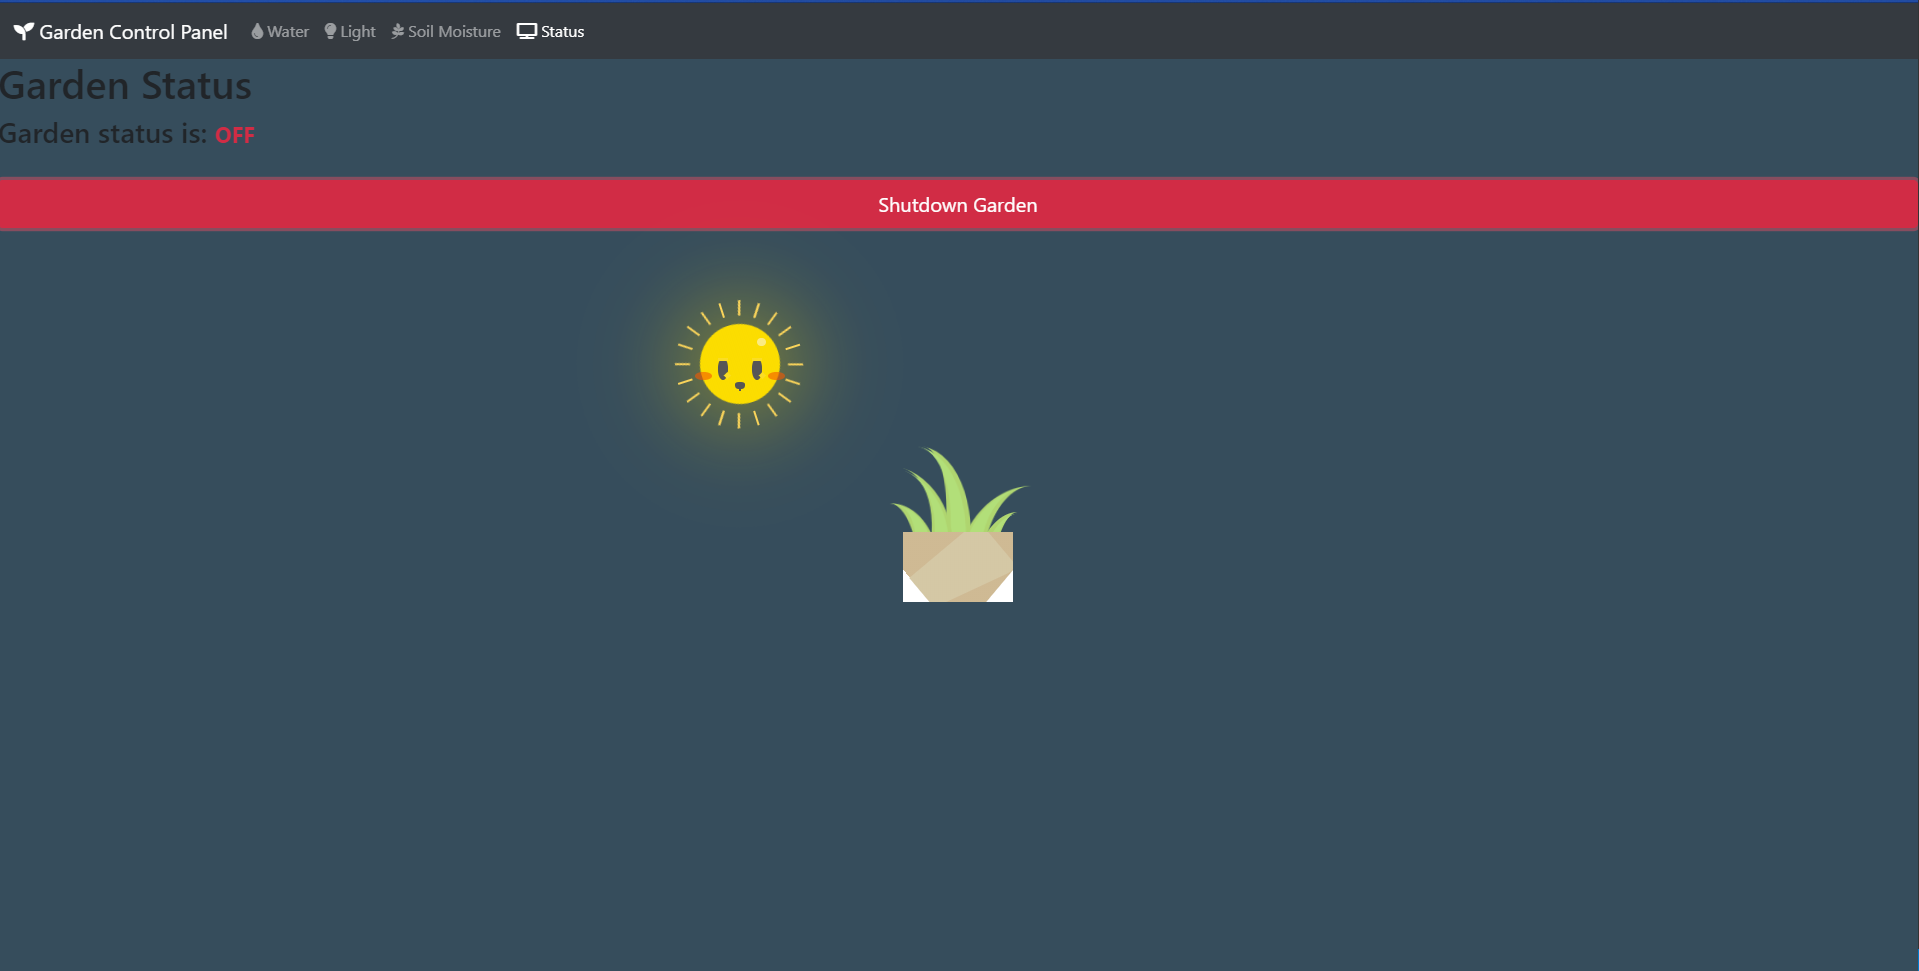 Garden Control Panel Water Light Soil Moisture Status
Garden Status
Garden status is: OFF
Shutdown Garden